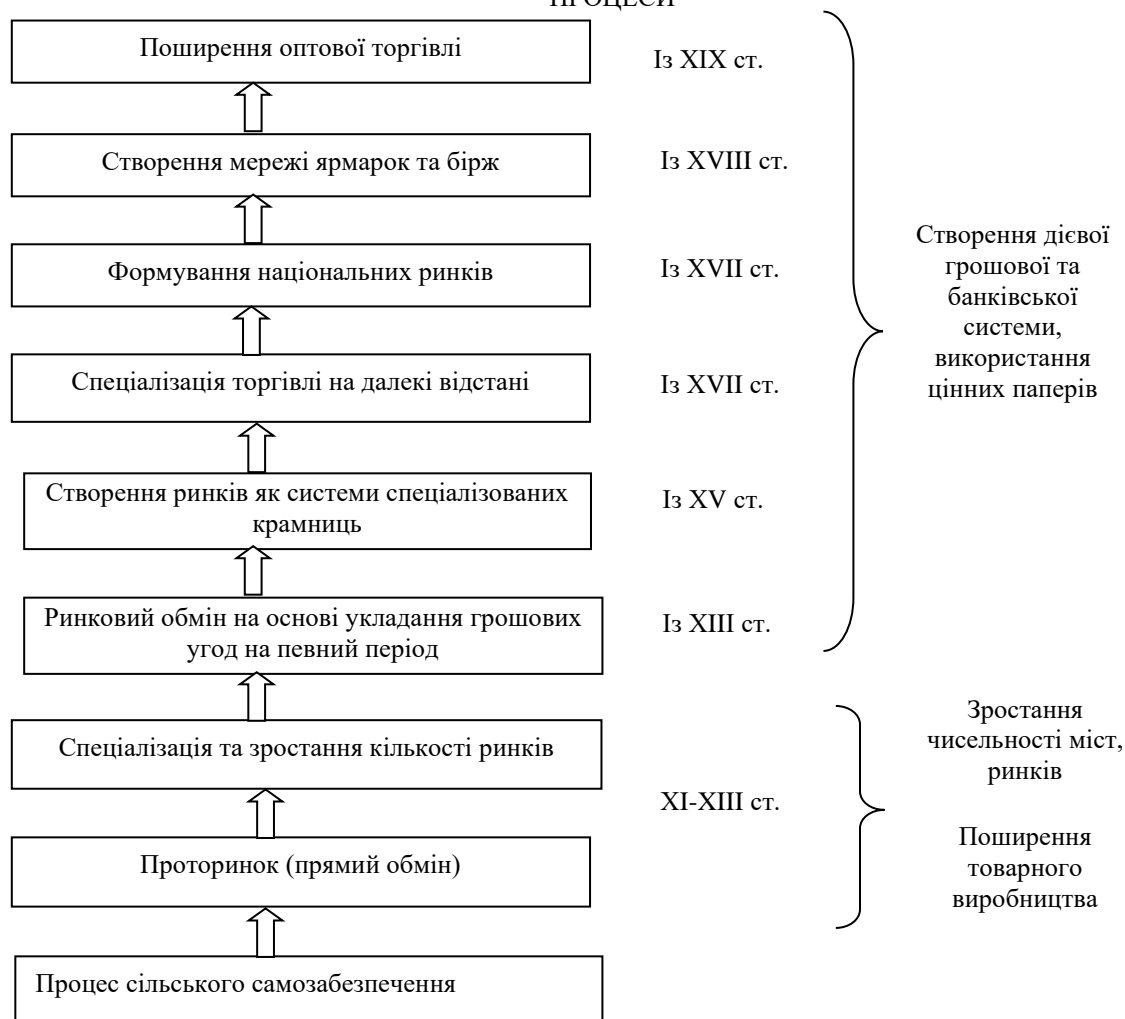 ПРОЦЕСИ
Поширення оптової торгівлі
Із XIX ст.
Створення мережі ярмарок та бірж
Із XVIII ст.
Формування національних ринків
Із XVII ст.
Спеціалізація торгівлі на далекі відстані
Із XVII ст.
Створення ринків як системи спеціалізованих
крамниць
Із XV ст.
Ринковий обмін на основі укладання грошових
угод на певний період
Із XIII ст.
Створення дієвої
грошової та
банківської
системи,
використання
цінних паперів
Спеціалізація та зростання кількості ринків
XI-XIII ст.
Проторинок (прямий обмін)
Зростання
чисельності міст,
ринків
Поширення
товарного
виробництва
Процес сільського самозабезпечення